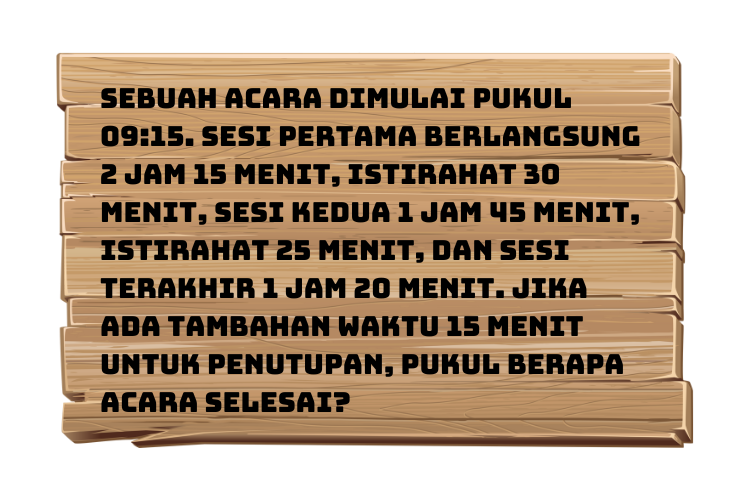 SEBUAH ACARA DIMULAI PUKUL
09:15. SESI PERTAMA BERLANGSUNG
2 JAM 15 MENIT, ISTIRAHAT 30
MENIT, SESI KEDUA 1 JAM 45 MENIT,
ISTIRAHAT 25 MENIT, DAN SESI
TERAKHIR 1 JAM 20 MENIT. JIKA
ADA TAMBAHAN WAKTU 15 MENIT
UNTUK PENUTUPAN, PUKUL BERAPA
ACARA SELESAI?